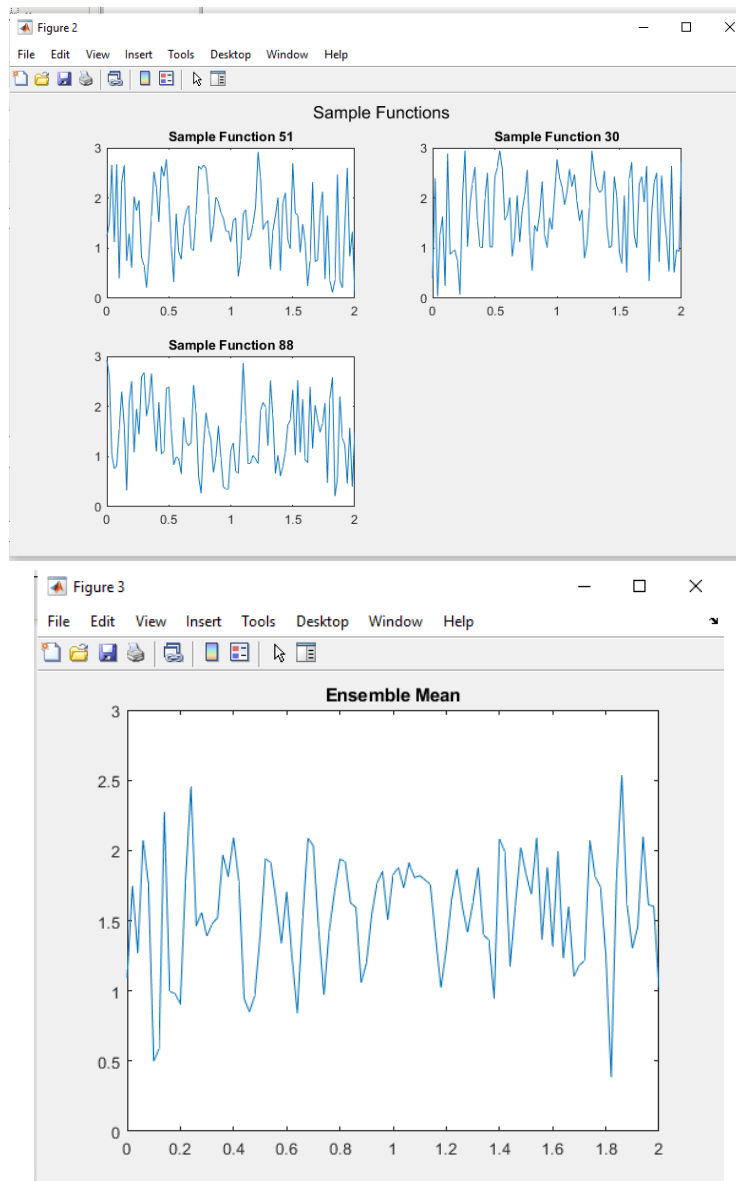 Figure 2
File Edit View Insert Tools Desktop Window Help
Sample Functions
Sample Function 51
3
2
1
0
0 0.5 1 1.5 2
Sample Function 30
3
2
1
0
0 0.5 1 1.5 2
Sample Function 88
3
2
1
0
0 0.5 1 1.5 2
Figure 3
File Edit View Insert Tools Desktop Window Help
Ensemble Mean
3
2.5
2
1.5
1
0.5
0
0 0.2 0.4 0.6 0.8 1 1.2 1.4 1.6 1.8 2